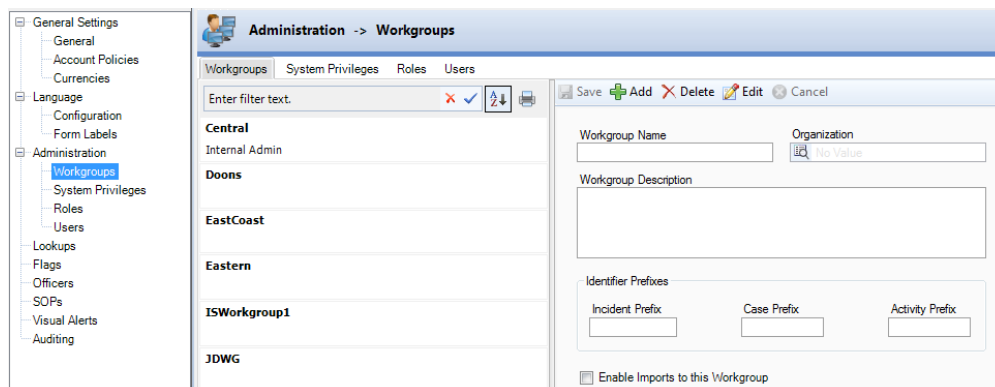 General Settings
General
Account Policies
Currencies
Language
Configuration
Form Labels
Administration
Workgroups
System Privileges
Roles
Users
Lookups
Flags
Officers
SOPs
Visual Alerts
Auditing
Administration -> Workgroups
Workgroups System Privileges Roles Users
Enter filter text.
Central
Internal Admin
Doons
EastCoast
Eastern
ISWorkgroup1
JDWG
Save Add Delete Edit Cancel
Workgroup Name Organization
No Value
Workgroup Description
Identifier Prefixes
Incident Prefix Case Prefix Activity Prefix
Enable Imports to this Workgroup